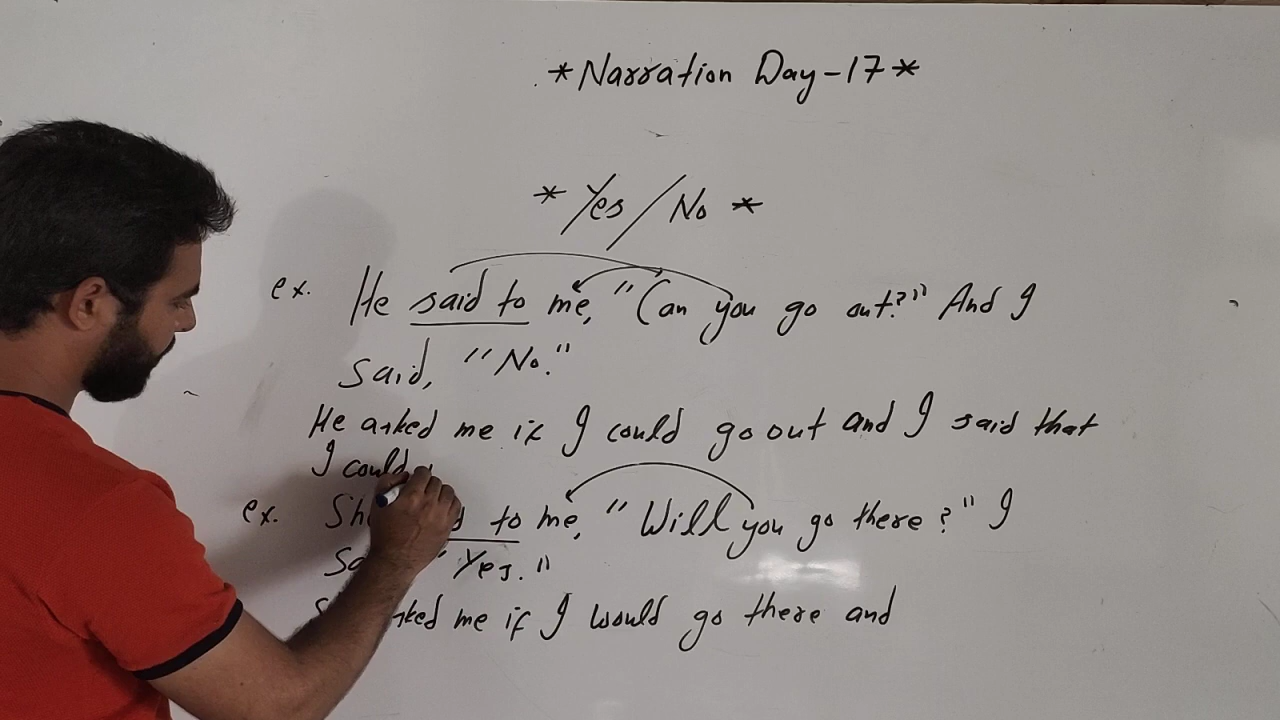 *Narration Day-17*
*Yes/No*
ex. He said to me, "Can you go out?" And I
said, "No."
He asked me if I could go out and I said that
I could
ex. to me, "Will you go there?" I
"Yes."
me if I would go there and